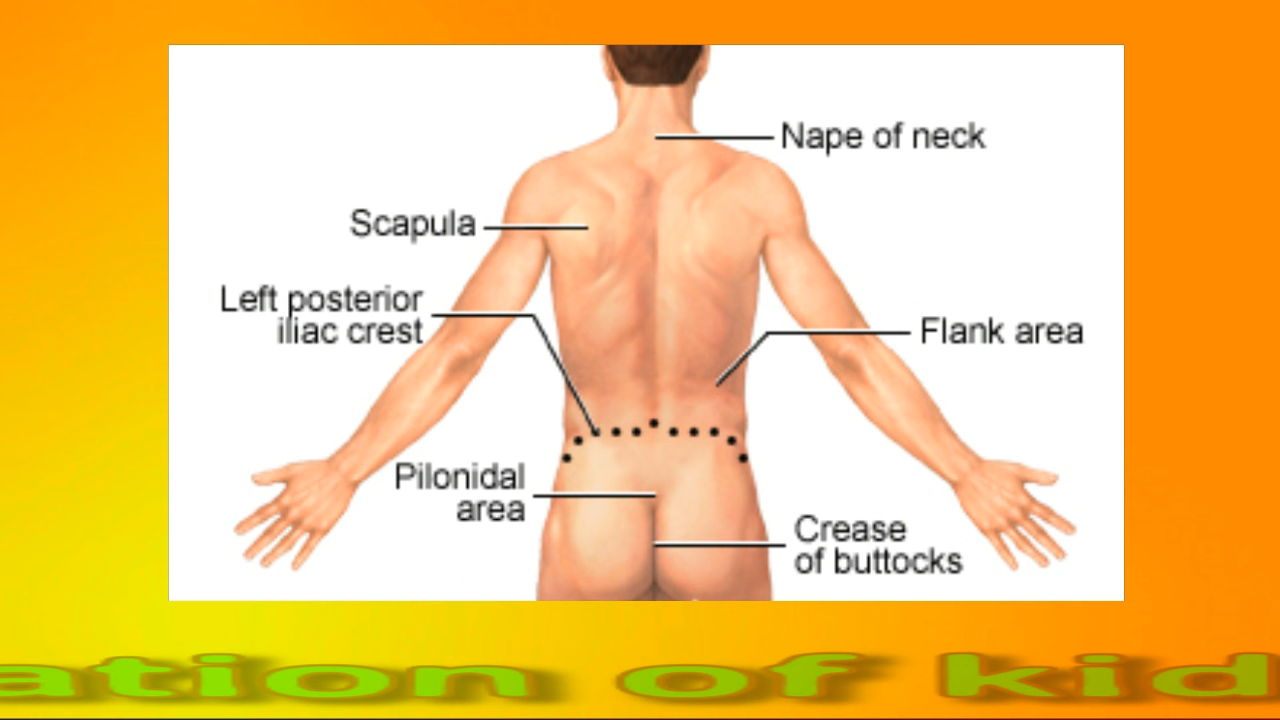 Nape of neck
Scapula
Left posterior
iliac crest
Flank area
Pilonidal
area
Crease
of buttocks
ation of kid